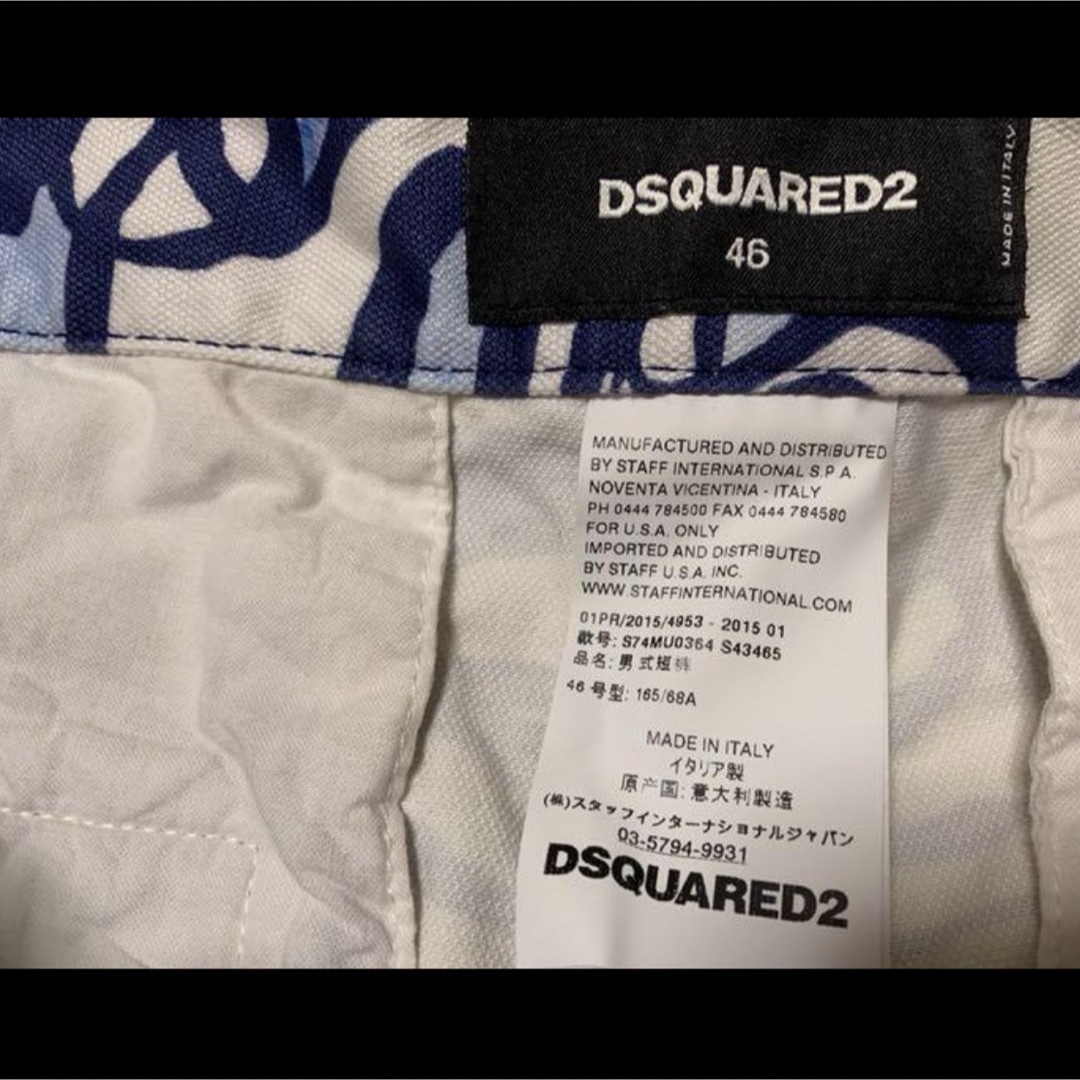 DSQUARED2
46
MADE IN ITALY
MANUFACTURED AND DISTRIBUTED
BY STAFF INTERNATIONAL S.P.A.
NOVENTA VICENTINA - ITALY
PH 0444 784500 FAX 0444 784580
FOR U.S.A. ONLY
IMPORTED AND DISTRIBUTED
BY STAFF U.S.A. INC.
WWW.STAFFINTERNATIONAL.COM
01PR/2015/4953 - 2015 01
款号: S74MU0364 S43465
品名: 男式短裤
46 号型: 165/68A
MADE IN ITALY
イタリア製
原产国: 意大利製造
(株)スタッフインターナショナルジャパン
03-5794-9931
DSQUARED2